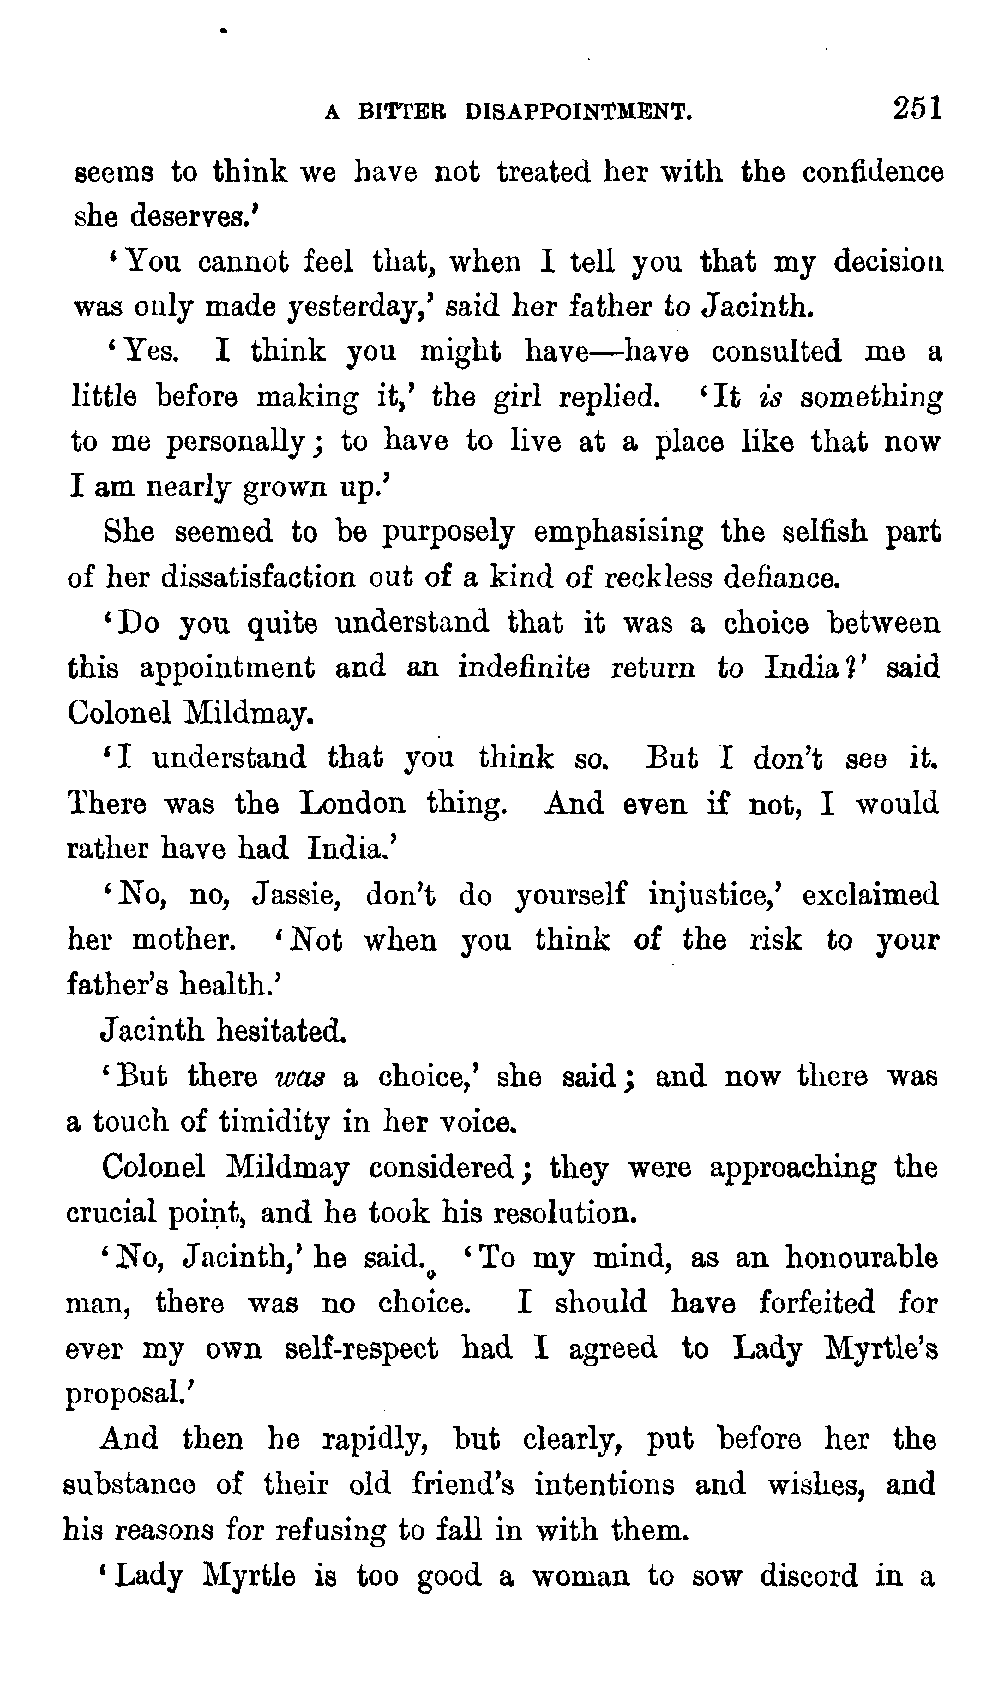 A BITTER DISAPPOINTMENT. 251
seems to think we have not treated her with the confidence
she deserves.’
‘You cannot feel that, when I tell you that my decision
was only made yesterday,’ said her father to Jacinth.
‘Yes. I think you might have—have consulted me a
little before making it,’ the girl replied. ‘It is something
to me personally; to have to live at a place like that now
I am nearly grown up.’
She seemed to be purposely emphasising the selfish part
of her dissatisfaction out of a kind of reckless defiance.
‘Do you quite understand that it was a choice between
this appointment and an indefinite return to India?’ said
Colonel Mildmay.
‘I understand that you think so. But I don’t see it.
There was the London thing. And even if not, I would
rather have had India.’
‘No, no, Jassie, don’t do yourself injustice,’ exclaimed
her mother. ‘Not when you think of the risk to your
father’s health.’
Jacinth hesitated.
‘But there was a choice,’ she said; and now there was
a touch of timidity in her voice.
Colonel Mildmay considered; they were approaching the
crucial point, and he took his resolution.
‘No, Jacinth,’ he said. ‘To my mind, as an honourable
man, there was no choice. I should have forfeited for
ever my own self-respect had I agreed to Lady Myrtle’s
proposal.’
And then he rapidly, but clearly, put before her the
substance of their old friend’s intentions and wishes, and
his reasons for refusing to fall in with them.
‘Lady Myrtle is too good a woman to sow discord in a